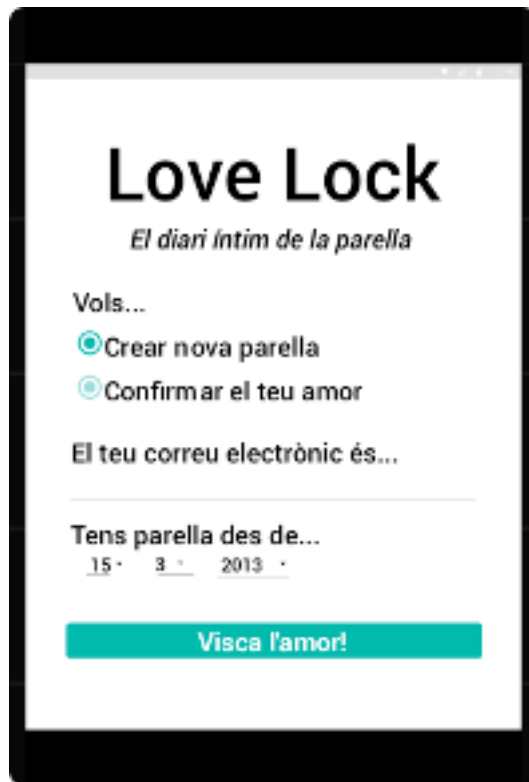 Love Lock
El diari íntim de la parella
Vols...
Crear nova parella
Confirmar el teu amor
El teu correu electrònic és...
Tens parella des de...
15 3 2013
Visca l'amor!